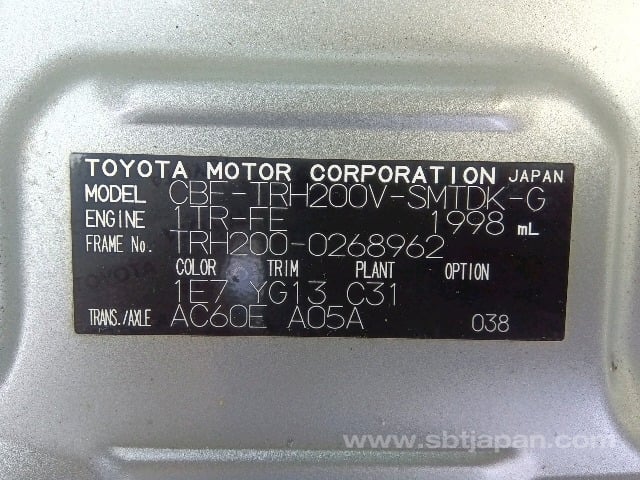 TOYOTA MOTOR CORPORATION JAPAN
MODEL CBF-TRH200V-SMTDK-G
ENGINE 1TR-FE 1998 mL
FRAME No. TRH200-0268962
COLOR TRIM PLANT OPTION
1E7 YG13 C31
TRANS./AXLE AC60E A05A 038
www.sbtjapan.com